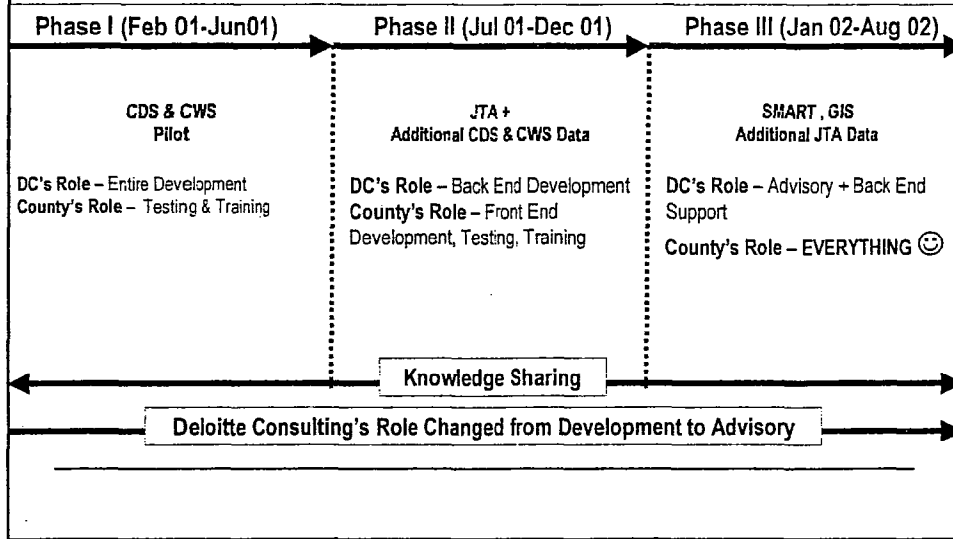 Phase I (Feb 01-Jun01)
Phase II (Jul 01-Dec 01)
Phase III (Jan 02-Aug 02)
CDS & CWS
Pilot
DC's Role – Entire Development
County's Role – Testing & Training
JTA +
Additional CDS & CWS Data
DC's Role – Back End Development
County's Role – Front End
Development, Testing, Training
SMART , GIS
Additional JTA Data
DC's Role – Advisory + Back End
Support
County's Role – EVERYTHING ☺
Knowledge Sharing
Deloitte Consulting's Role Changed from Development to Advisory